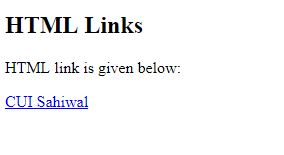 HTML Links
HTML link is given below:
CUI Sahiwal